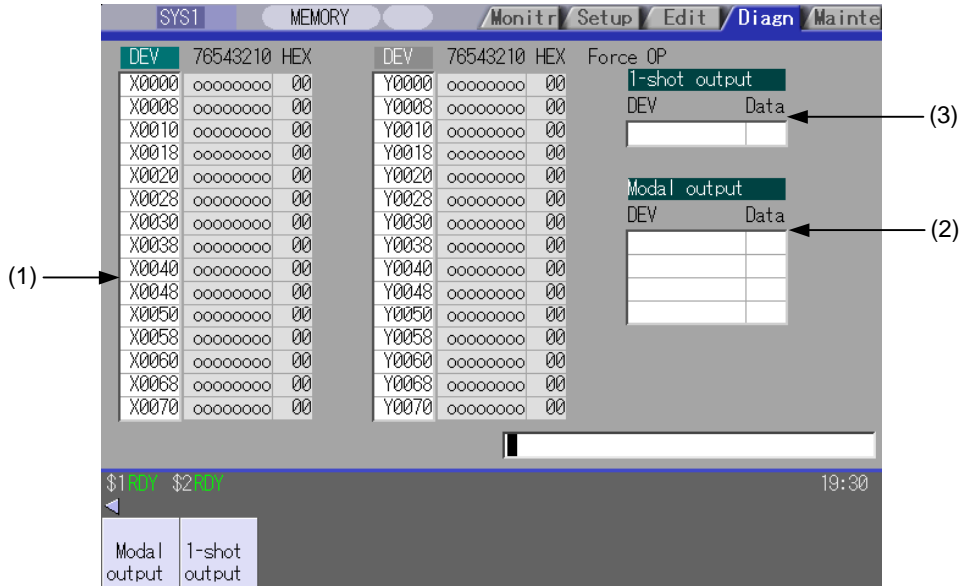 SYS1 MEMORY Monitr Setup Edit Diagn Mainte
DEV 76543210 HEX DEV 76543210 HEX Force OP
1-shot output
DEV Data
(3)
Modal output
DEV Data
(2)
(1)
X0000 oooooooo 00 Y0000 oooooooo 00
X0008 oooooooo 00 Y0008 oooooooo 00
X0010 oooooooo 00 Y0010 oooooooo 00
X0018 oooooooo 00 Y0018 oooooooo 00
X0020 oooooooo 00 Y0020 oooooooo 00
X0028 oooooooo 00 Y0028 oooooooo 00
X0030 oooooooo 00 Y0030 oooooooo 00
X0038 oooooooo 00 Y0038 oooooooo 00
X0040 oooooooo 00 Y0040 oooooooo 00
X0048 oooooooo 00 Y0048 oooooooo 00
X0050 oooooooo 00 Y0050 oooooooo 00
X0058 oooooooo 00 Y0058 oooooooo 00
X0060 oooooooo 00 Y0060 oooooooo 00
X0068 oooooooo 00 Y0068 oooooooo 00
X0070 oooooooo 00 Y0070 oooooooo 00
$1RDY $2RDY 19:30
Modal output
1-shot output